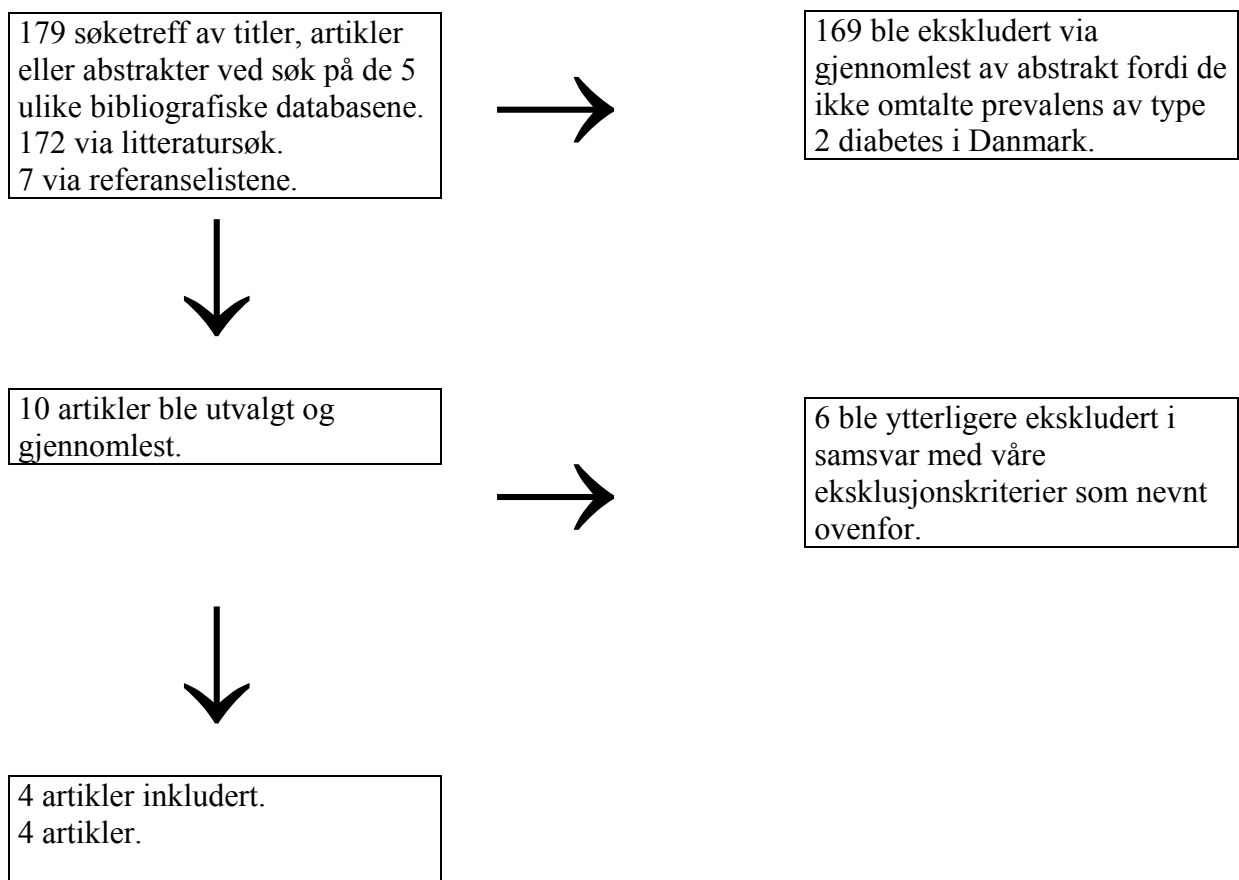 179 søketreff av titler, artikler
eller abstrakter ved søk på de 5
ulike bibliografiske databasene.
172 via litteratursøk.
7 via referanselistene.
169 ble ekskludert via
gjennomlest av abstrakt fordi de
ikke omtalte prevalens av type
2 diabetes i Danmark.
10 artikler ble utvalgt og
gjennomlest.
6 ble ytterligere ekskludert i
samsvar med våre
eksklusjonskriterier som nevnt
ovenfor.
4 artikler inkludert.
4 artikler.